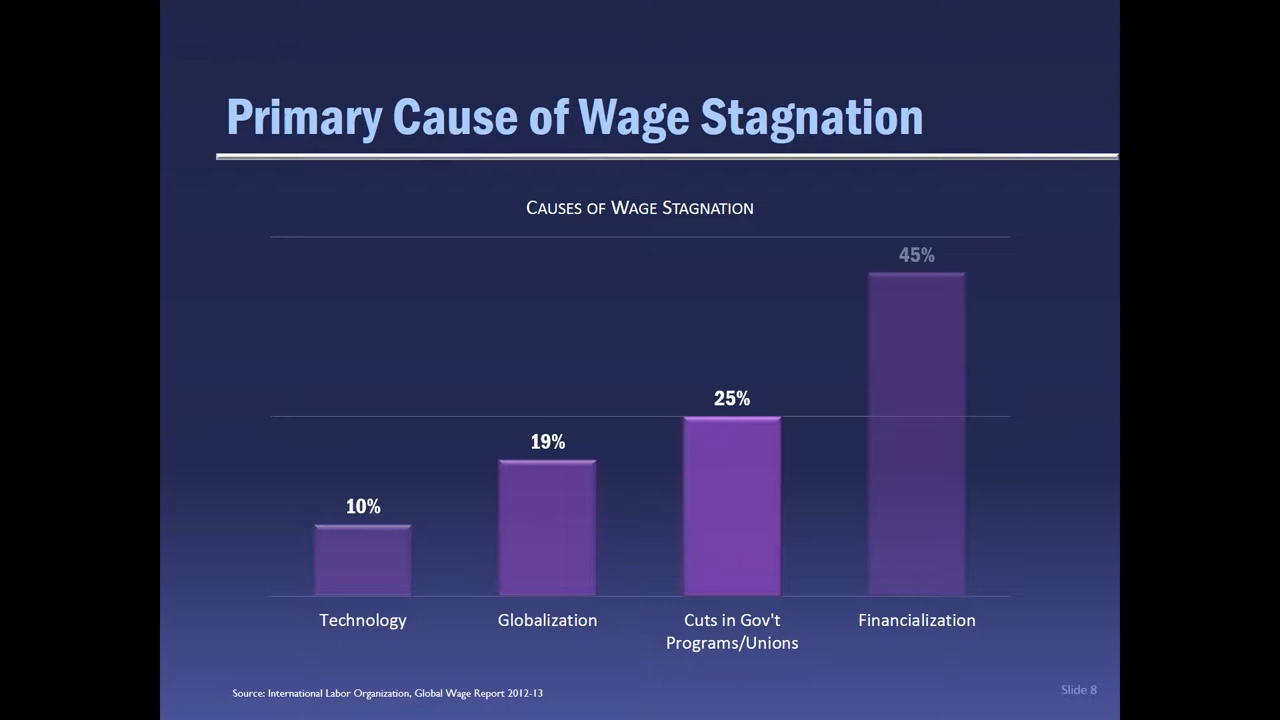 Primary Cause of Wage Stagnation
Causes of Wage Stagnation
45%
25%
19%
10%
Technology
Globalization
Cuts in Gov't
Programs/Unions
Financialization
Source: International Labor Organization, Global Wage Report 2012-13
Slide 8